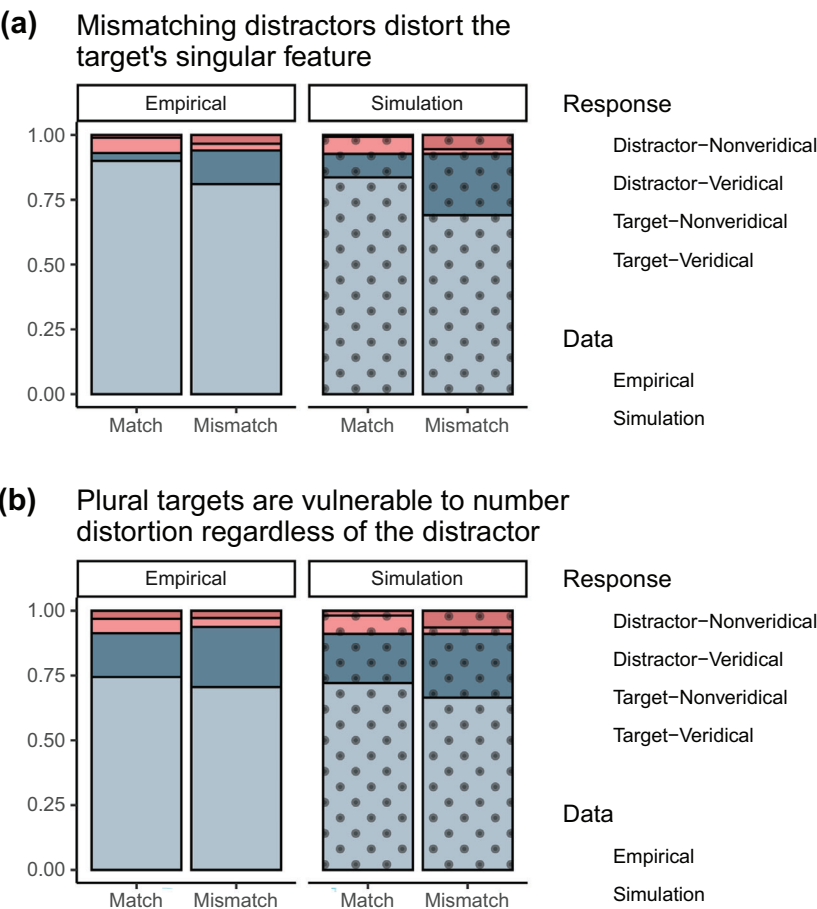 (a) Mismatching distractors distort the
target's singular feature
Empirical Simulation
1.00
0.75
0.50
0.25
0.00
Match Mismatch Match Mismatch
Response
Distractor−Nonveridical
Distractor−Veridical
Target−Nonveridical
Target−Veridical
Data
Empirical
Simulation
(b) Plural targets are vulnerable to number
distortion regardless of the distractor
Empirical Simulation
1.00
0.75
0.50
0.25
0.00
Match Mismatch Match Mismatch
Response
Distractor−Nonveridical
Distractor−Veridical
Target−Nonveridical
Target−Veridical
Data
Empirical
Simulation